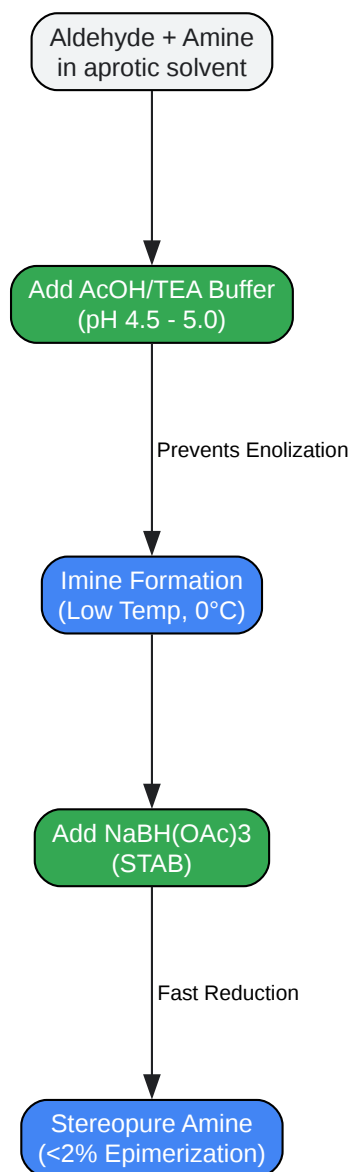 Aldehyde + Amine
in aprotic solvent
Add AcOH/TEA Buffer
(pH 4.5 - 5.0)
Prevents Enolization
Imine Formation
(Low Temp, 0°C)
Add NaBH(OAc)3
(STAB)
Fast Reduction
Stereopure Amine
(<2% Epimerization)